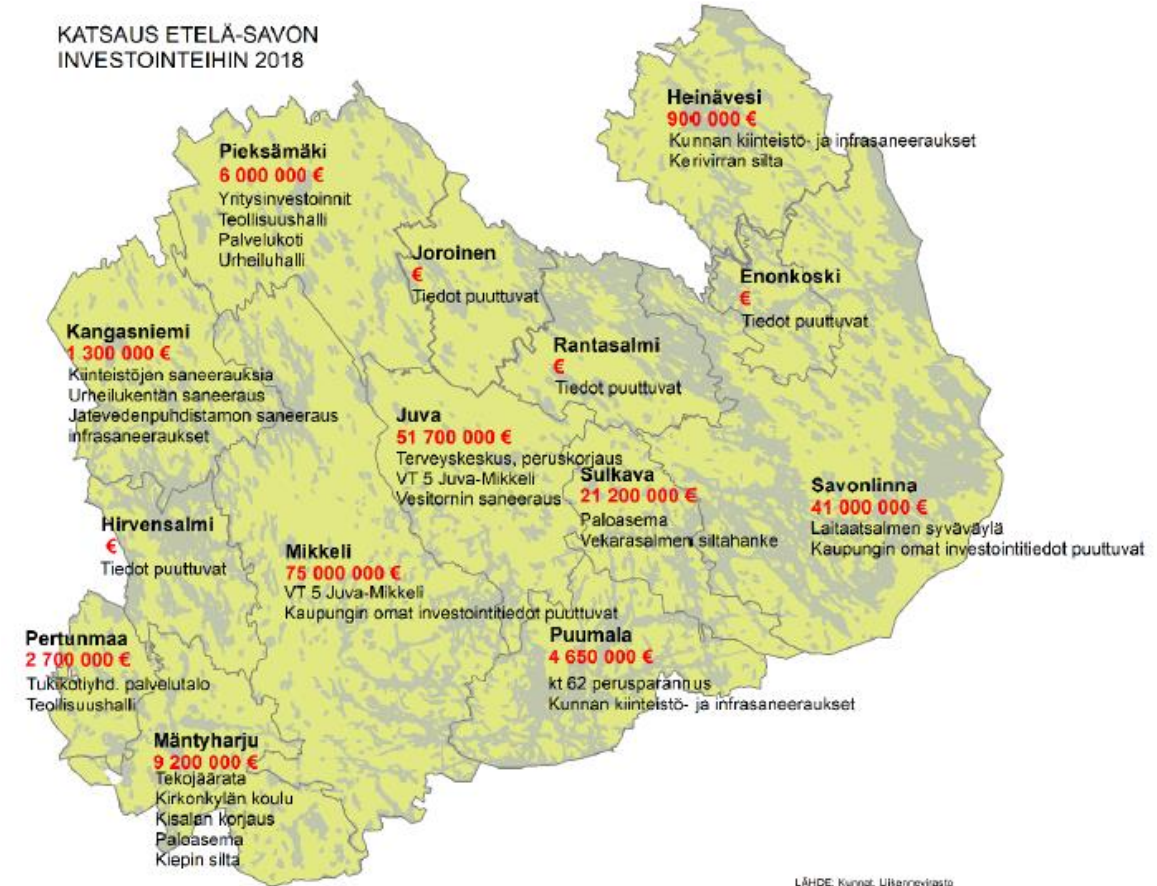 KATSAUS ETELÄ-SAVON
INVESTOINTEIHIN 2018
Heinävesi
900 000 €
Kunnan kiinteistö- ja infrasaneeraukset
Kerivirran silta
Pieksämäki
6 000 000 €
Yritysinvestoinnit
Teollisuushalli
Palvelukoti
Urheiluhalli
Joroinen
€
Tiedot puuttuvat
Enonkoski
€
Tiedot puuttuvat
Kangasniemi
1 300 000 €
Kiinteistöjen saneerauksia
Urheilukentän saneeraus
Jatevedenpuhdistamon saneeraus
infrasaneeraukset
Rantasalmi
€
Tiedot puuttuvat
Juva
51 700 000 €
Terveyskeskus, peruskorjaus
VT 5 Juva-Mikkeli
Vesitornin saneeraus
Sulkava
21 200 000 €
Paloasema
Vekarasalmen siltahanke
Savonlinna
41 000 000 €
Laitaatsalmen syväväylä
Kaupungin omat investointitiedot puuttuvat
Hirvensalmi
€
Tiedot puuttuvat
Mikkeli
75 000 000 €
VT 5 Juva-Mikkeli
Kaupungin omat investointitiedot puuttuvat
Pertunmaa
2 700 000 €
Tukikotiyhd. palvelutalo
Teollisuushalli
Puumala
4 650 000 €
kt 62 perusparannus
Kunnan kiinteistö- ja infrasaneeraukset
Mäntyharju
9 200 000 €
Tekojäärata
Kirkonkylän koulu
Kisalan korjaus
Paloasema
Kiepin silta
LÄHDE: Kunnat, Liikennevirasto